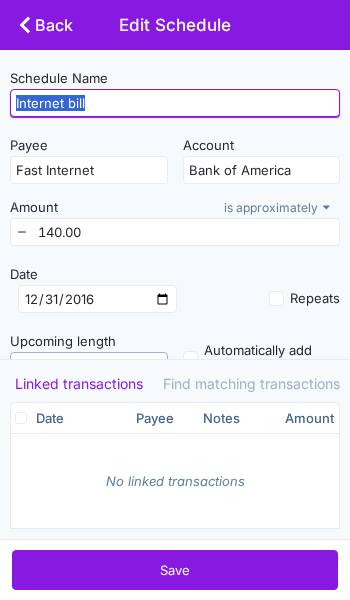 Back
Edit Schedule
Schedule Name
Internet bill
Payee
Account
Fast Internet
Bank of America
Amount
is approximately
− 140.00
Date
12/31/2016
Repeats
Upcoming length
Automatically add
Linked transactions
Find matching transactions
Date Payee Notes Amount
No linked transactions
Save